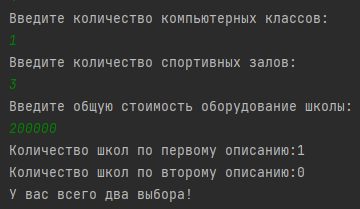 Введите количество компьютерных классов:
1
Введите количество спортивных залов:
3
Введите общую стоимость оборудование школы:
200000
Количество школ по первому описанию:1
Количество школ по второму описанию:0
У вас всего два выбора!